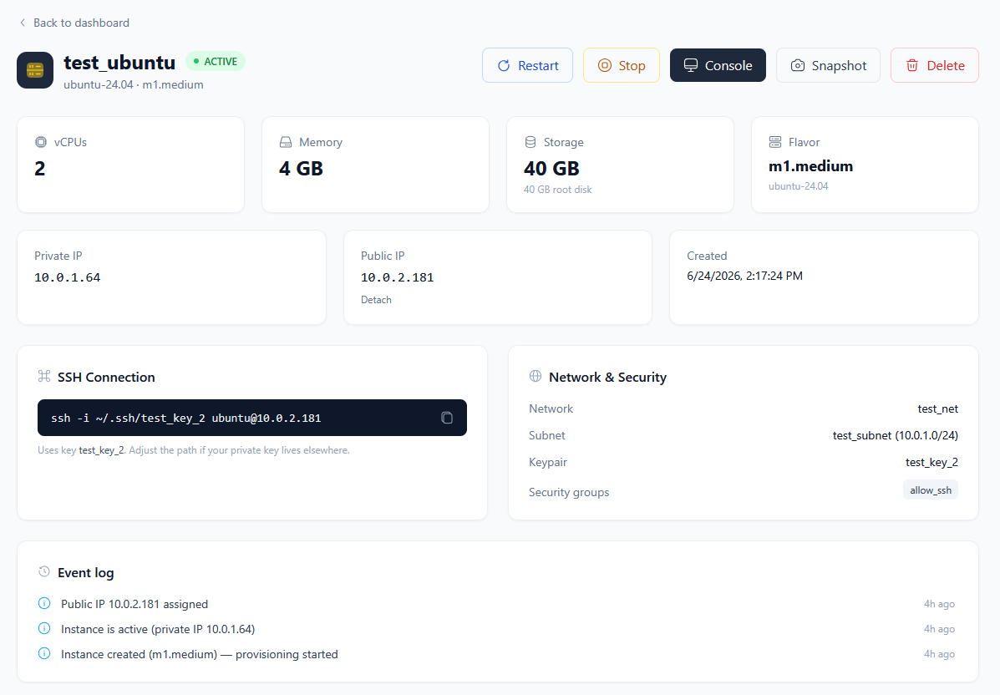 Back to dashboard
test_ubuntu
ACTIVE
ubuntu-24.04 · m1.medium
Restart
Stop
Console
Snapshot
Delete
vCPUs
2
Memory
4 GB
Storage
40 GB
40 GB root disk
Flavor
m1.medium
ubuntu-24.04
Private IP
10.0.1.64
Public IP
10.0.2.181
Detach
Created
6/24/2026, 2:17:24 PM
SSH Connection
ssh -i ~/.ssh/test_key_2 ubuntu@10.0.2.181
Uses key test_key_2. Adjust the path if your private key lives elsewhere.
Network & Security
Network test_net
Subnet test_subnet (10.0.1.0/24)
Keypair test_key_2
Security groups allow_ssh
Event log
Public IP 10.0.2.181 assigned 4h ago
Instance is active (private IP 10.0.1.64) 4h ago
Instance created (m1.medium) — provisioning started 4h ago